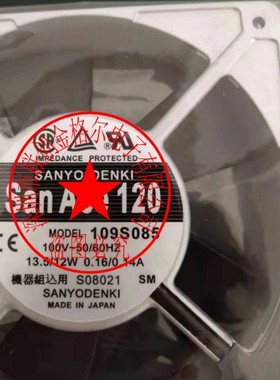 IMPEDANCE PROTECTED
SANYO DENKI
San Ace 120
MODEL 109S085
100V~50/60HZ
13.5/12W 0.16/0.14A
機器組込用 S08021 SM
SANYODENKI
MADE IN JAPAN